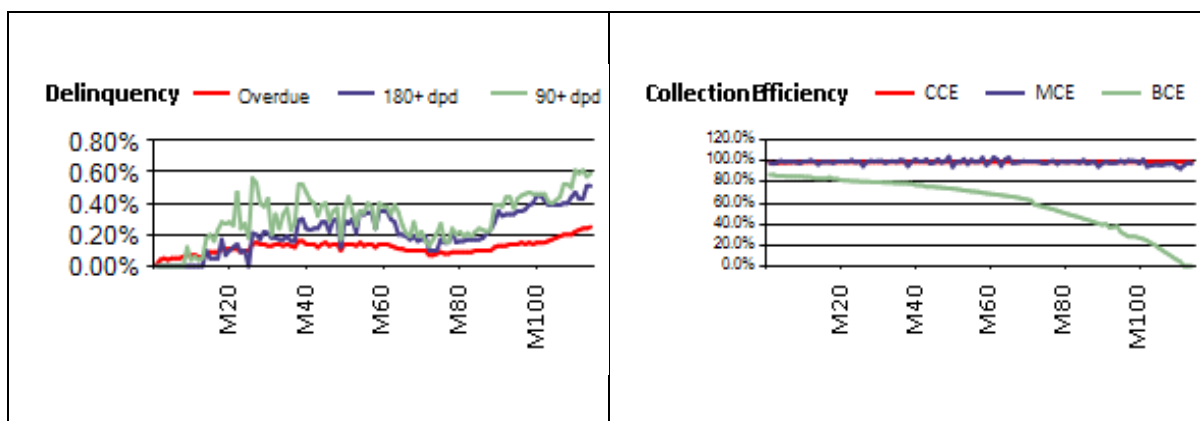 Delinquency Overdue 180+ dpd 90+ dpd
0.80%
0.60%
0.40%
0.20%
0.00%
M20
M40
M60
M80
M100
Collection Efficiency CCE MCE BCE
120.0%
100.0%
80.0%
60.0%
40.0%
20.0%
0.0%
M20
M40
M60
M80
M100